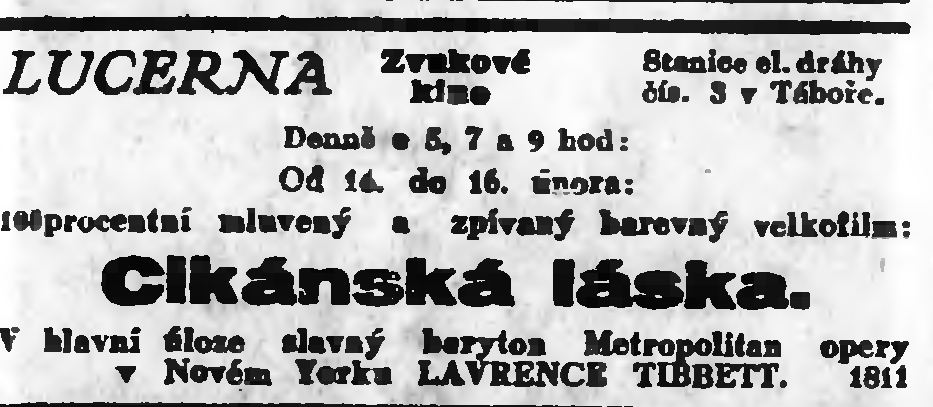 LUCERNA Zvukové kino Stanice el. dráhy čís. 3 v Táboře.
Denně o 5, 7 a 9 hod:
Od 14. do 16. února:
100procentní mluvený a zpívaný barevný velkofilm:
Cikánská láska.
V hlavní úloze slavný baryton Metropolitan opery
v Novém Yorku LAVRENCE TIBBETT. 1811